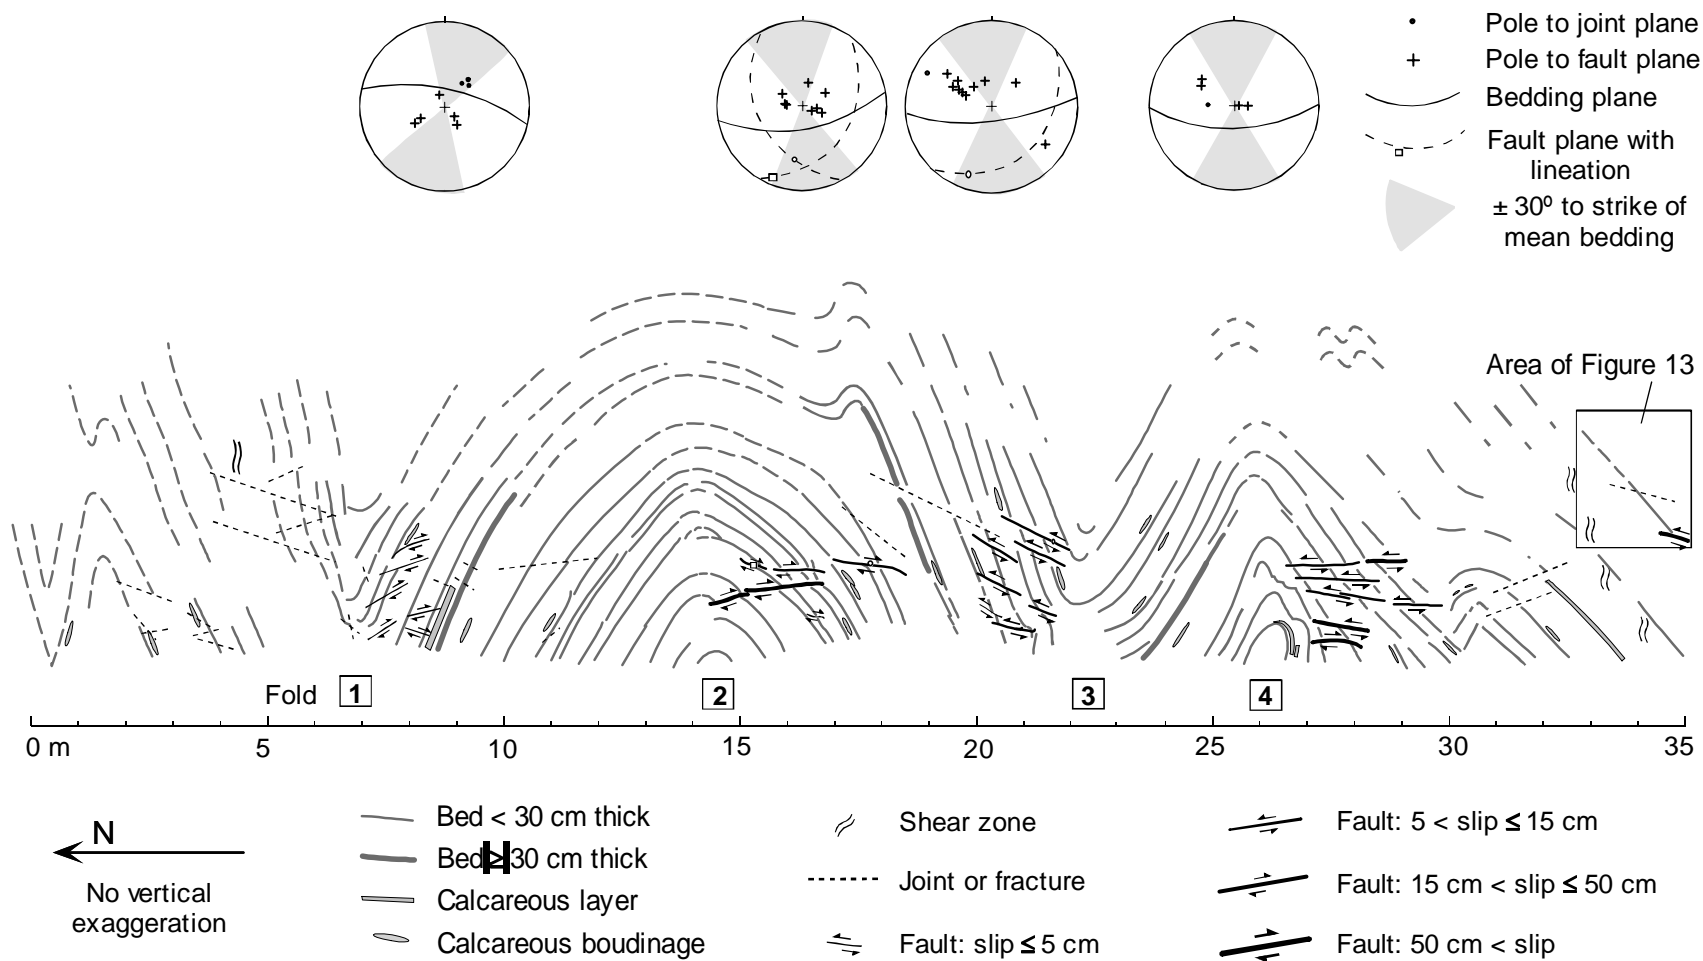 Pole to joint plane
Pole to fault plane
Bedding plane
Fault plane with
lineation
± 30º to strike of
mean bedding
Area of Figure 13
Fold 1 2 3 4
0 m 5 10 15 20 25 30 35
N
No vertical
exaggeration
Bed < 30 cm thick
Bed ≥ 30 cm thick
Calcareous layer
Calcareous boudinage
Shear zone
Joint or fracture
Fault: slip ≤ 5 cm
Fault: 5 < slip ≤ 15 cm
Fault: 15 cm < slip ≤ 50 cm
Fault: 50 cm < slip